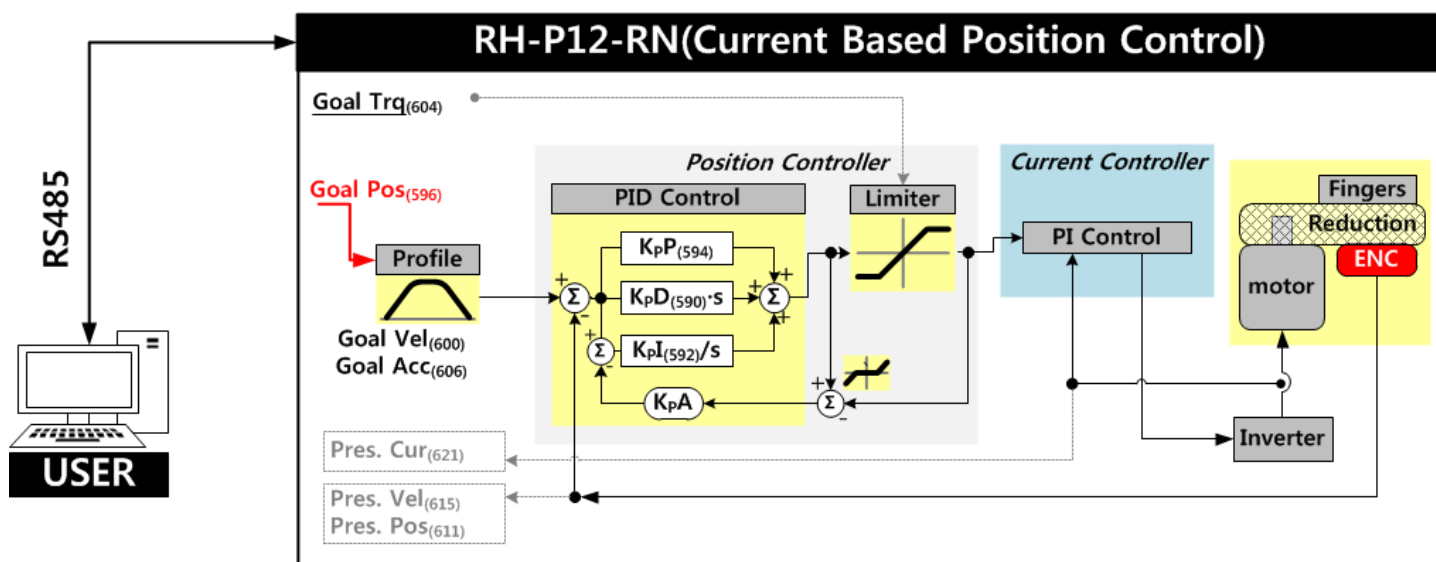 RH-P12-RN(Current Based Position Control)
RS485
USER
Goal Trq(604)
Goal Pos(596)
Profile
Goal Vel(600)
Goal Acc(606)
Position Controller
PID Control
KPP(594)
KPD(590)·s
KPI(592)/s
KPA
Σ
Σ
Σ
Σ
+
-
+
-
+
+
+
+
-
Limiter
Current Controller
PI Control
Fingers
Reduction
ENC
motor
Inverter
Pres. Cur(621)
Pres. Vel(615)
Pres. Pos(611)